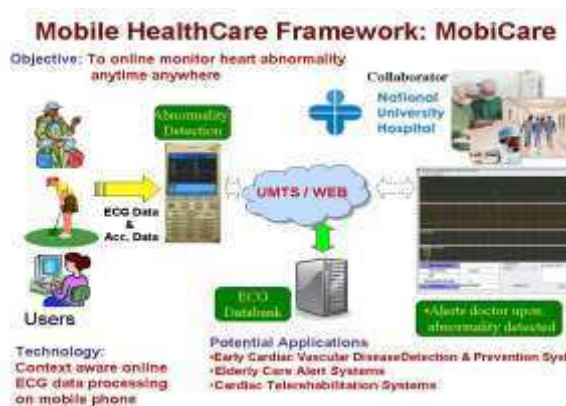 Mobile HealthCare Framework: MobiCare
Objective: To online monitor heart abnormality
anytime anywhere
Collaborator
National
University
Hospital
Abnormality
Detection
UMTS / WEB
ECG Data
&
Acc. Data
Users
ECG
Databank
•Alerts doctor upon
abnormality detected
Technology:
Context aware online
ECG data processing
on mobile phone
Potential Applications
•Early Cardiac Vascular DiseaseDetection & Prevention Syst
•Elderly Care Alert Systems
•Cardiac Telerehabilitation Systems